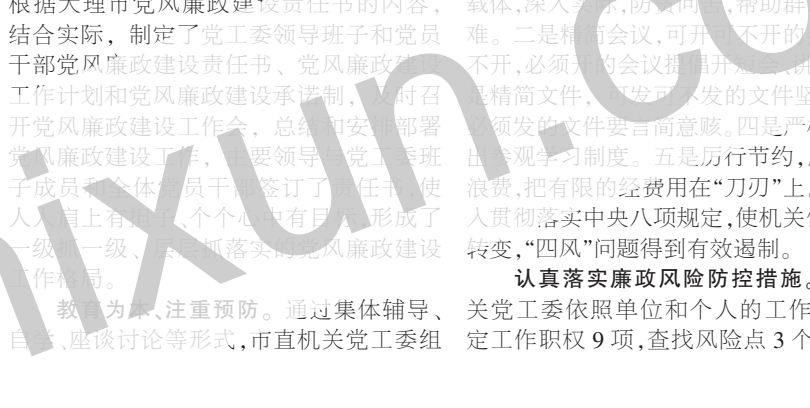 根据大理市党风廉政建设责任书的内容，
结合实际，制定了党工委领导班子和党员
干部党风廉政建设责任书、党风廉政建设
工作计划和党风廉政建设承诺制，及时召
开党风廉政建设工作会，总结和安排部署
党风廉政建设工作，主要领导与党工委班
子成员和全体党员干部签订了责任书，使
人人肩上有担子、个个心中有目标，形成了
一级抓一级、层层抓落实的党风廉政建设
工作格局。
教育为本、注重预防。通过集体辅导、
自学、座谈讨论等形式，市直机关党工委组
载体，深入实际，访贫问苦，帮助群
难。二是精简会议，可开可不开的
不开，必须开的会议提倡开短会、
是精简文件，可发可不发的文件坚
必须发的文件要言简意赅。四是严
出参观学习制度。五是厉行节约，
浪费，把有限的经费用在“刀刃”上
人贯彻落实中央八项规定，使机关
转变，“四风”问题得到有效遏制。
认真落实廉政风险防控措施。
关党工委依照单位和个人的工作
定工作职权 9 项，查找风险点 3 个
nixun.c